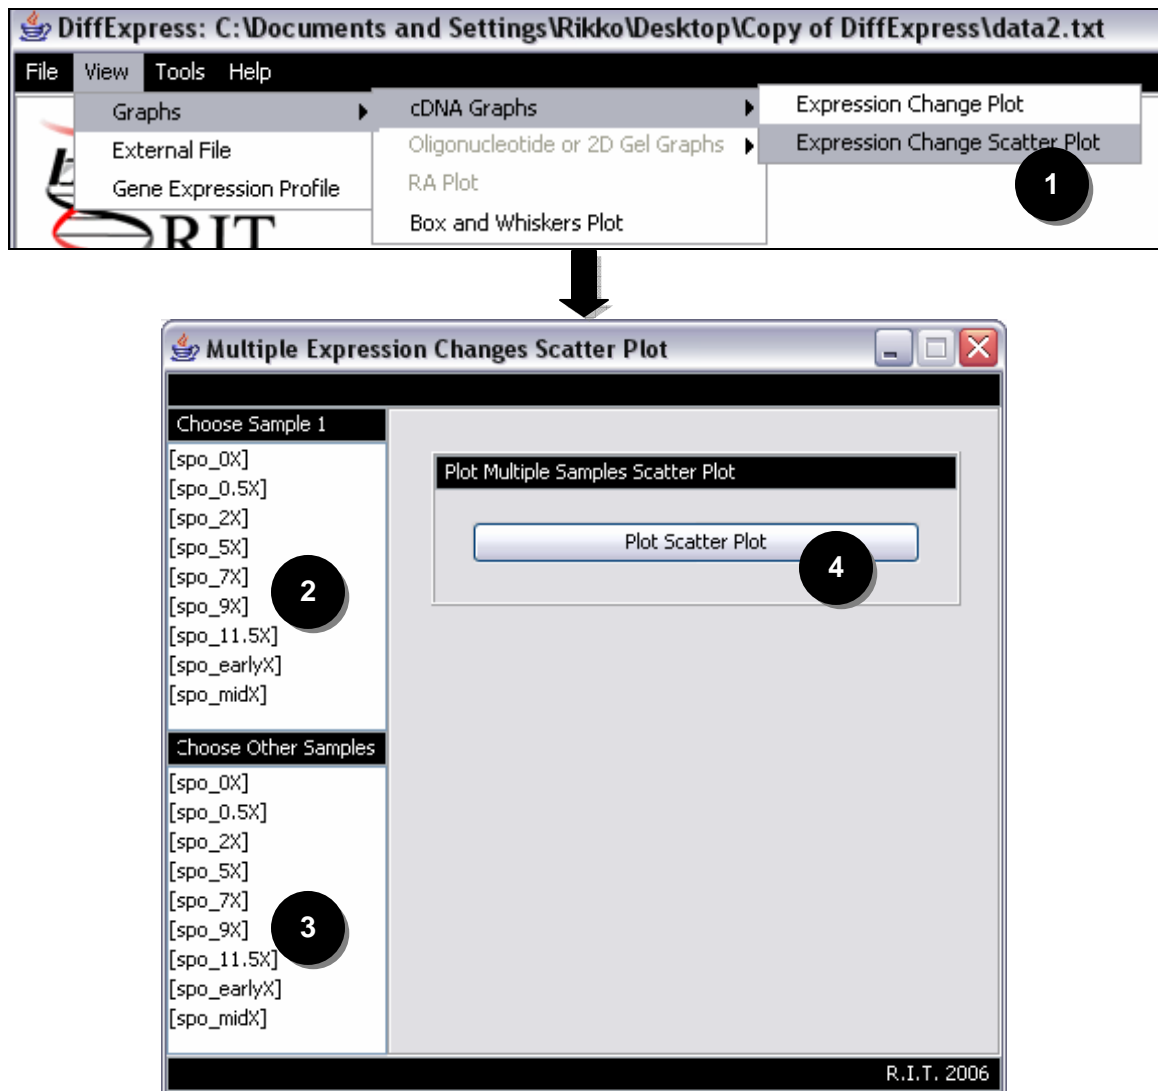 DiffExpress: C:\Documents and Settings\Rikko\Desktop\Copy of DiffExpress\data2.txt
File View Tools Help
Graphs
External File
Gene Expression Profile
cDNA Graphs
Oligonucleotide or 2D Gel Graphs
RA Plot
Box and Whiskers Plot
Expression Change Plot
Expression Change Scatter Plot
1
RIT
Multiple Expression Changes Scatter Plot
Choose Sample 1
[spo_0X]
[spo_0.5X]
[spo_2X]
[spo_5X]
[spo_7X]
[spo_9X]
[spo_11.5X]
[spo_earlyX]
[spo_midX]
2
Choose Other Samples
[spo_0X]
[spo_0.5X]
[spo_2X]
[spo_5X]
[spo_7X]
[spo_9X]
[spo_11.5X]
[spo_earlyX]
[spo_midX]
3
Plot Multiple Samples Scatter Plot
Plot Scatter Plot
4
R.I.T. 2006